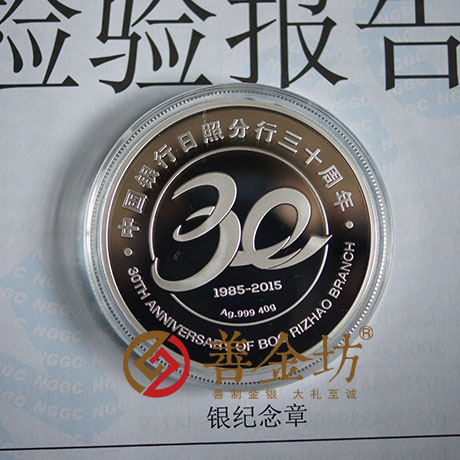 检验报告
NGGC
·中国银行日照分行三十周年·
30
1985-2015
Ag.999 40g
30TH ANNIVERSARY OF BOC RIZHAO BRANCH
善金坊®
善制金银 大礼至诚
银纪念章